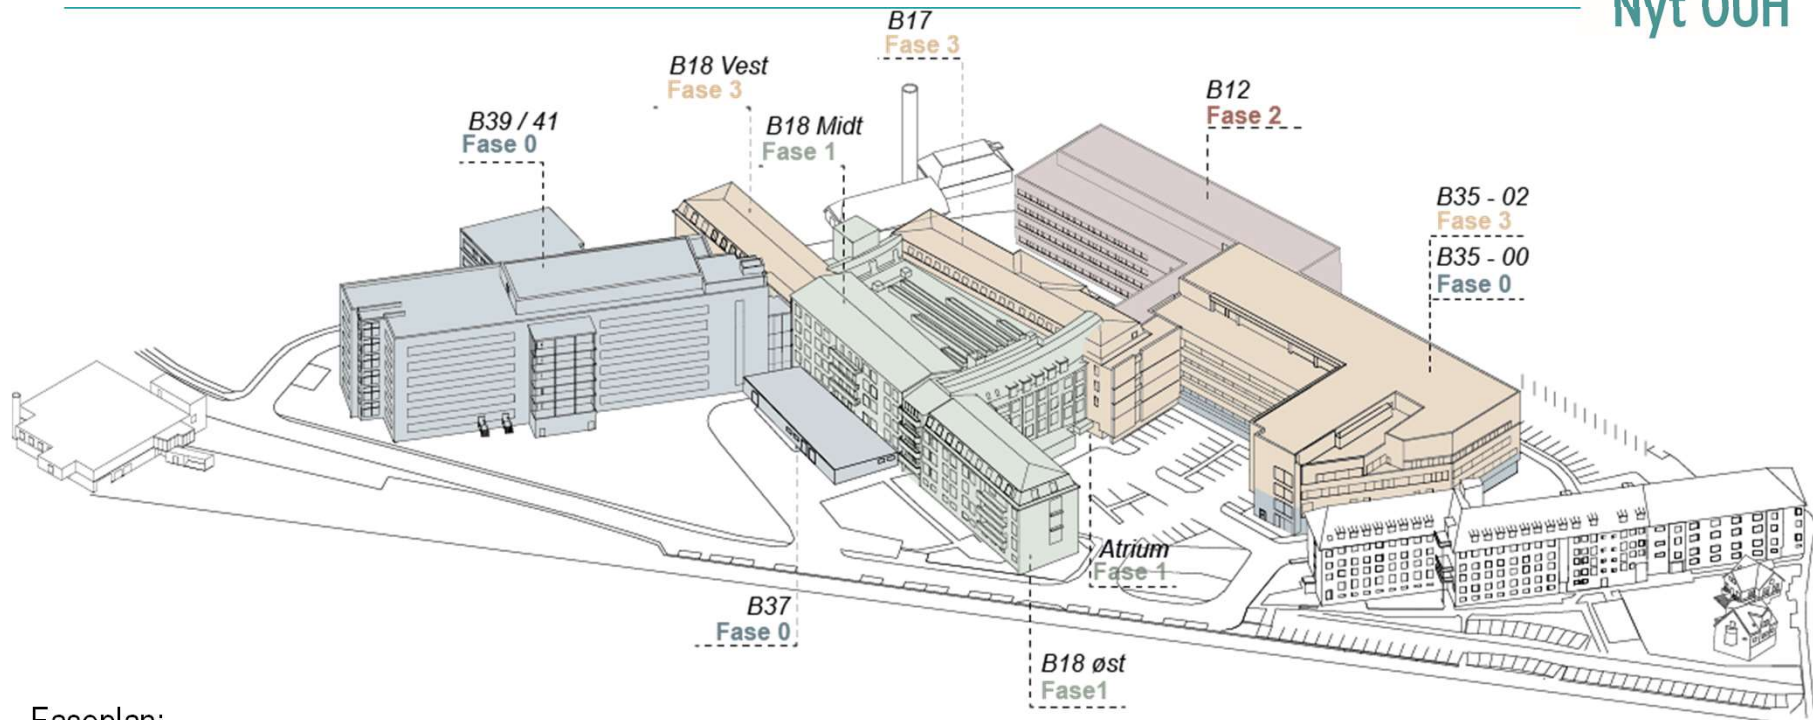 Nyt OUH
B17
Fase 3
B18 Vest
Fase 3
B12
Fase 2
B39 / 41
Fase 0
B18 Midt
Fase 1
B35 - 02
Fase 3
B35 - 00
Fase 0
Atrium
Fase 1
B37
Fase 0
B18 øst
Fase1
Faseplan: